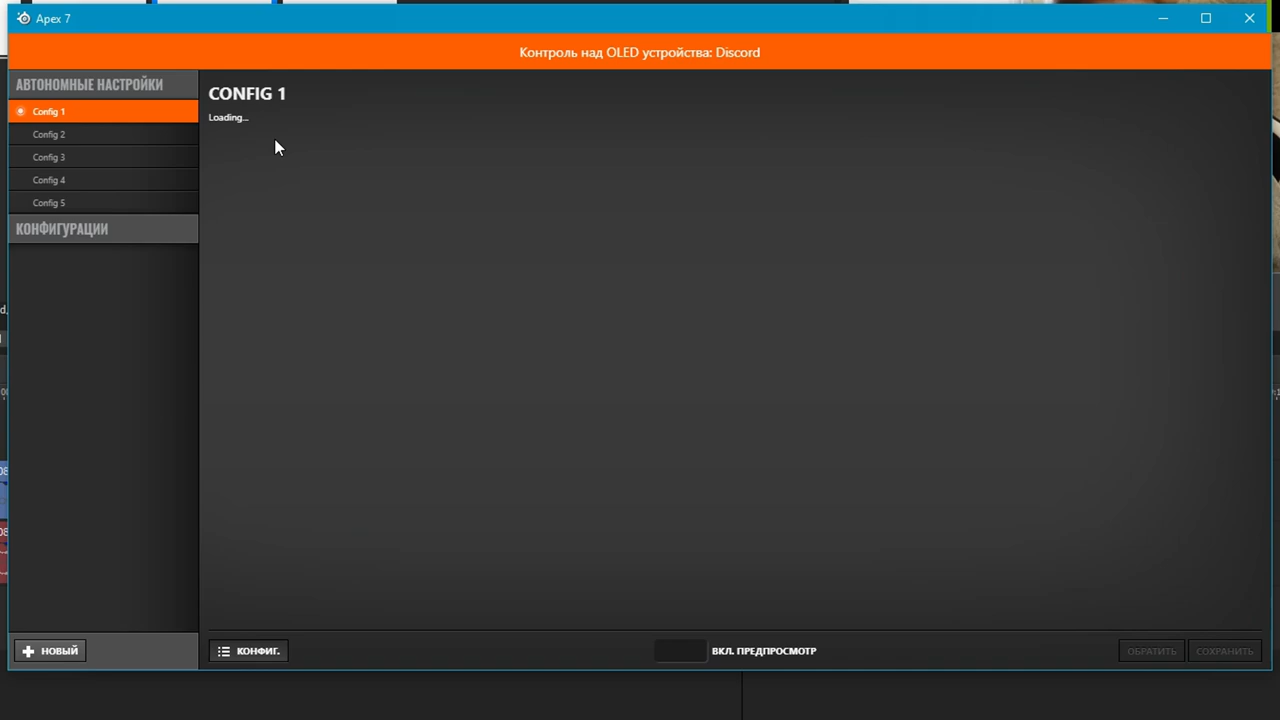 Apex 7
Контроль над OLED устройства: Discord
АВТОНОМНЫЕ НАСТРОЙКИ
Config 1
Config 2
Config 3
Config 4
Config 5
КОНФИГУРАЦИИ
CONFIG 1
Loading...
НОВЫЙ
КОНФИГ.
ВКЛ. ПРЕДПРОСМОТР
ОБРАТИТЬ
СОХРАНИТЬ